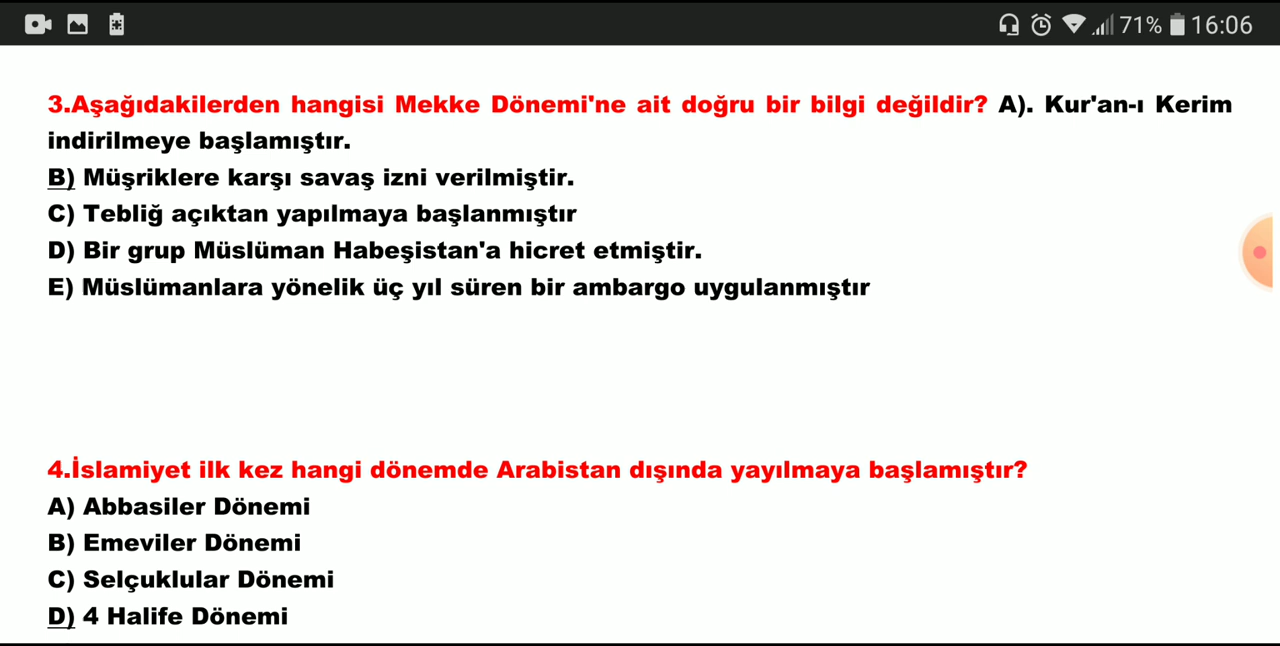 71% 16:06
3.Aşağıdakilerden hangisi Mekke Dönemi'ne ait doğru bir bilgi değildir? A). Kur'an-ı Kerim
indirilmeye başlamıştır.
B) Müşriklere karşı savaş izni verilmiştir.
C) Tebliğ açıktan yapılmaya başlanmıştır
D) Bir grup Müslüman Habeşistan'a hicret etmiştir.
E) Müslümanlara yönelik üç yıl süren bir ambargo uygulanmıştır
4.İslamiyet ilk kez hangi dönemde Arabistan dışında yayılmaya başlamıştır?
A) Abbasiler Dönemi
B) Emeviler Dönemi
C) Selçuklular Dönemi
D) 4 Halife Dönemi